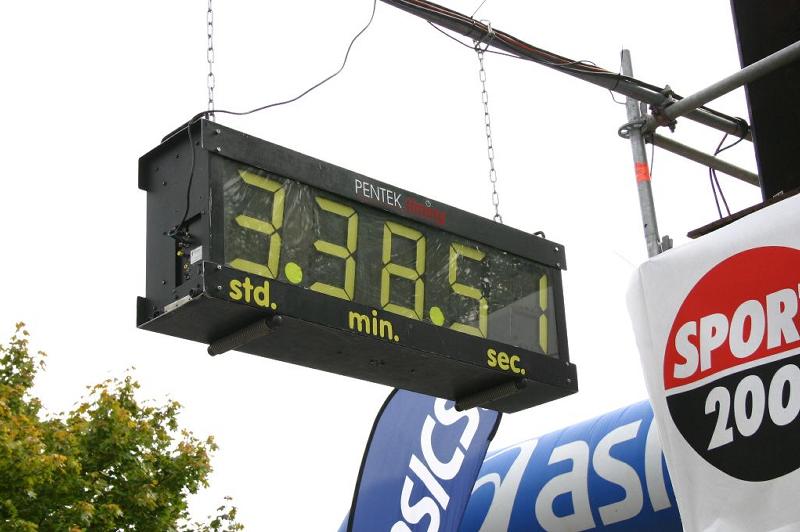 PENTEK timing
3.38.51
std. min. sec.
asics
asi
SPOR
200